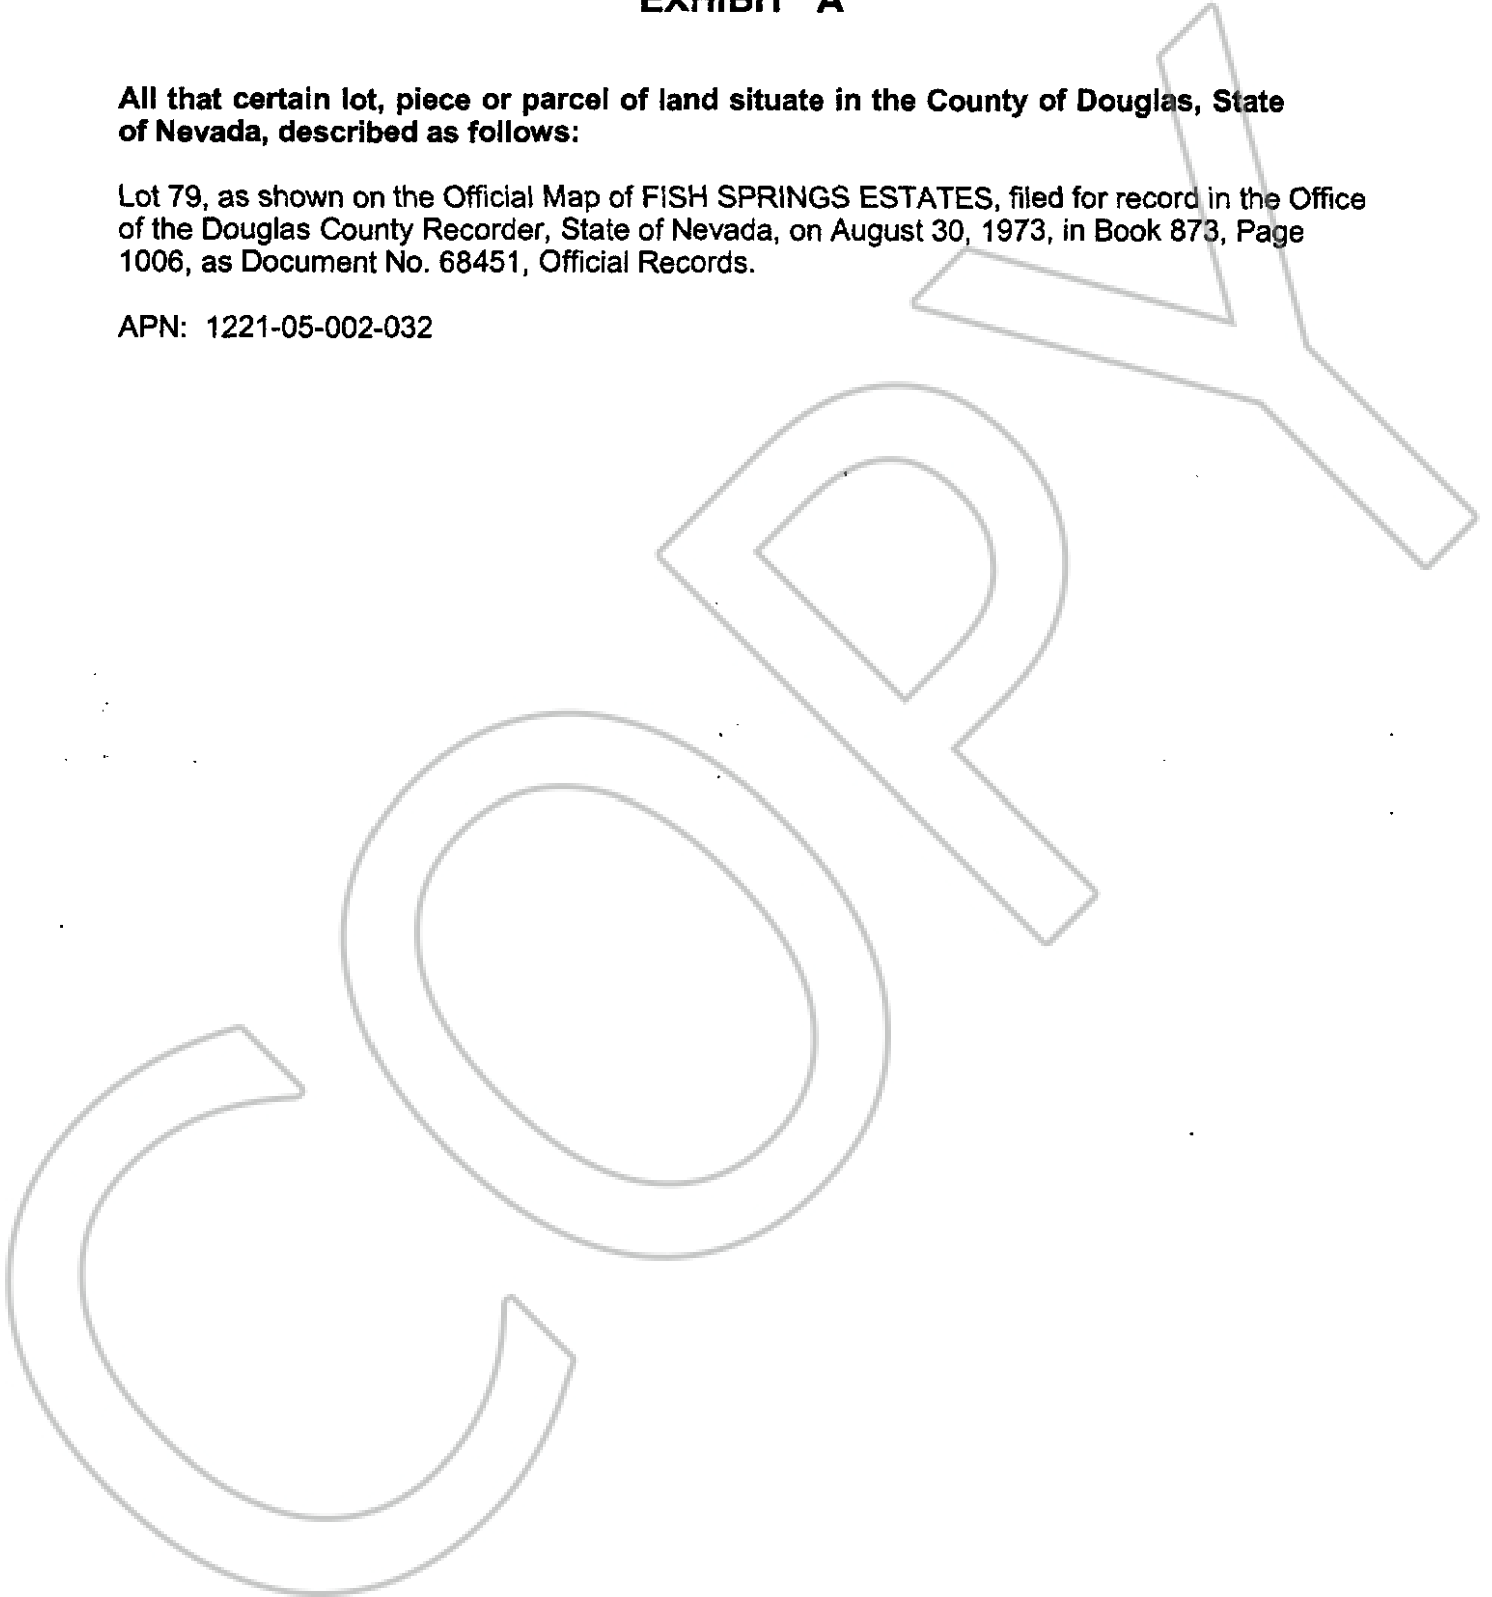 EXHIBIT "A"
All that certain lot, piece or parcel of land situate in the County of Douglas, State
of Nevada, described as follows:
Lot 79, as shown on the Official Map of FISH SPRINGS ESTATES, filed for record in the Office
of the Douglas County Recorder, State of Nevada, on August 30, 1973, in Book 873, Page
1006, as Document No. 68451, Official Records.
APN: 1221-05-002-032
COPY